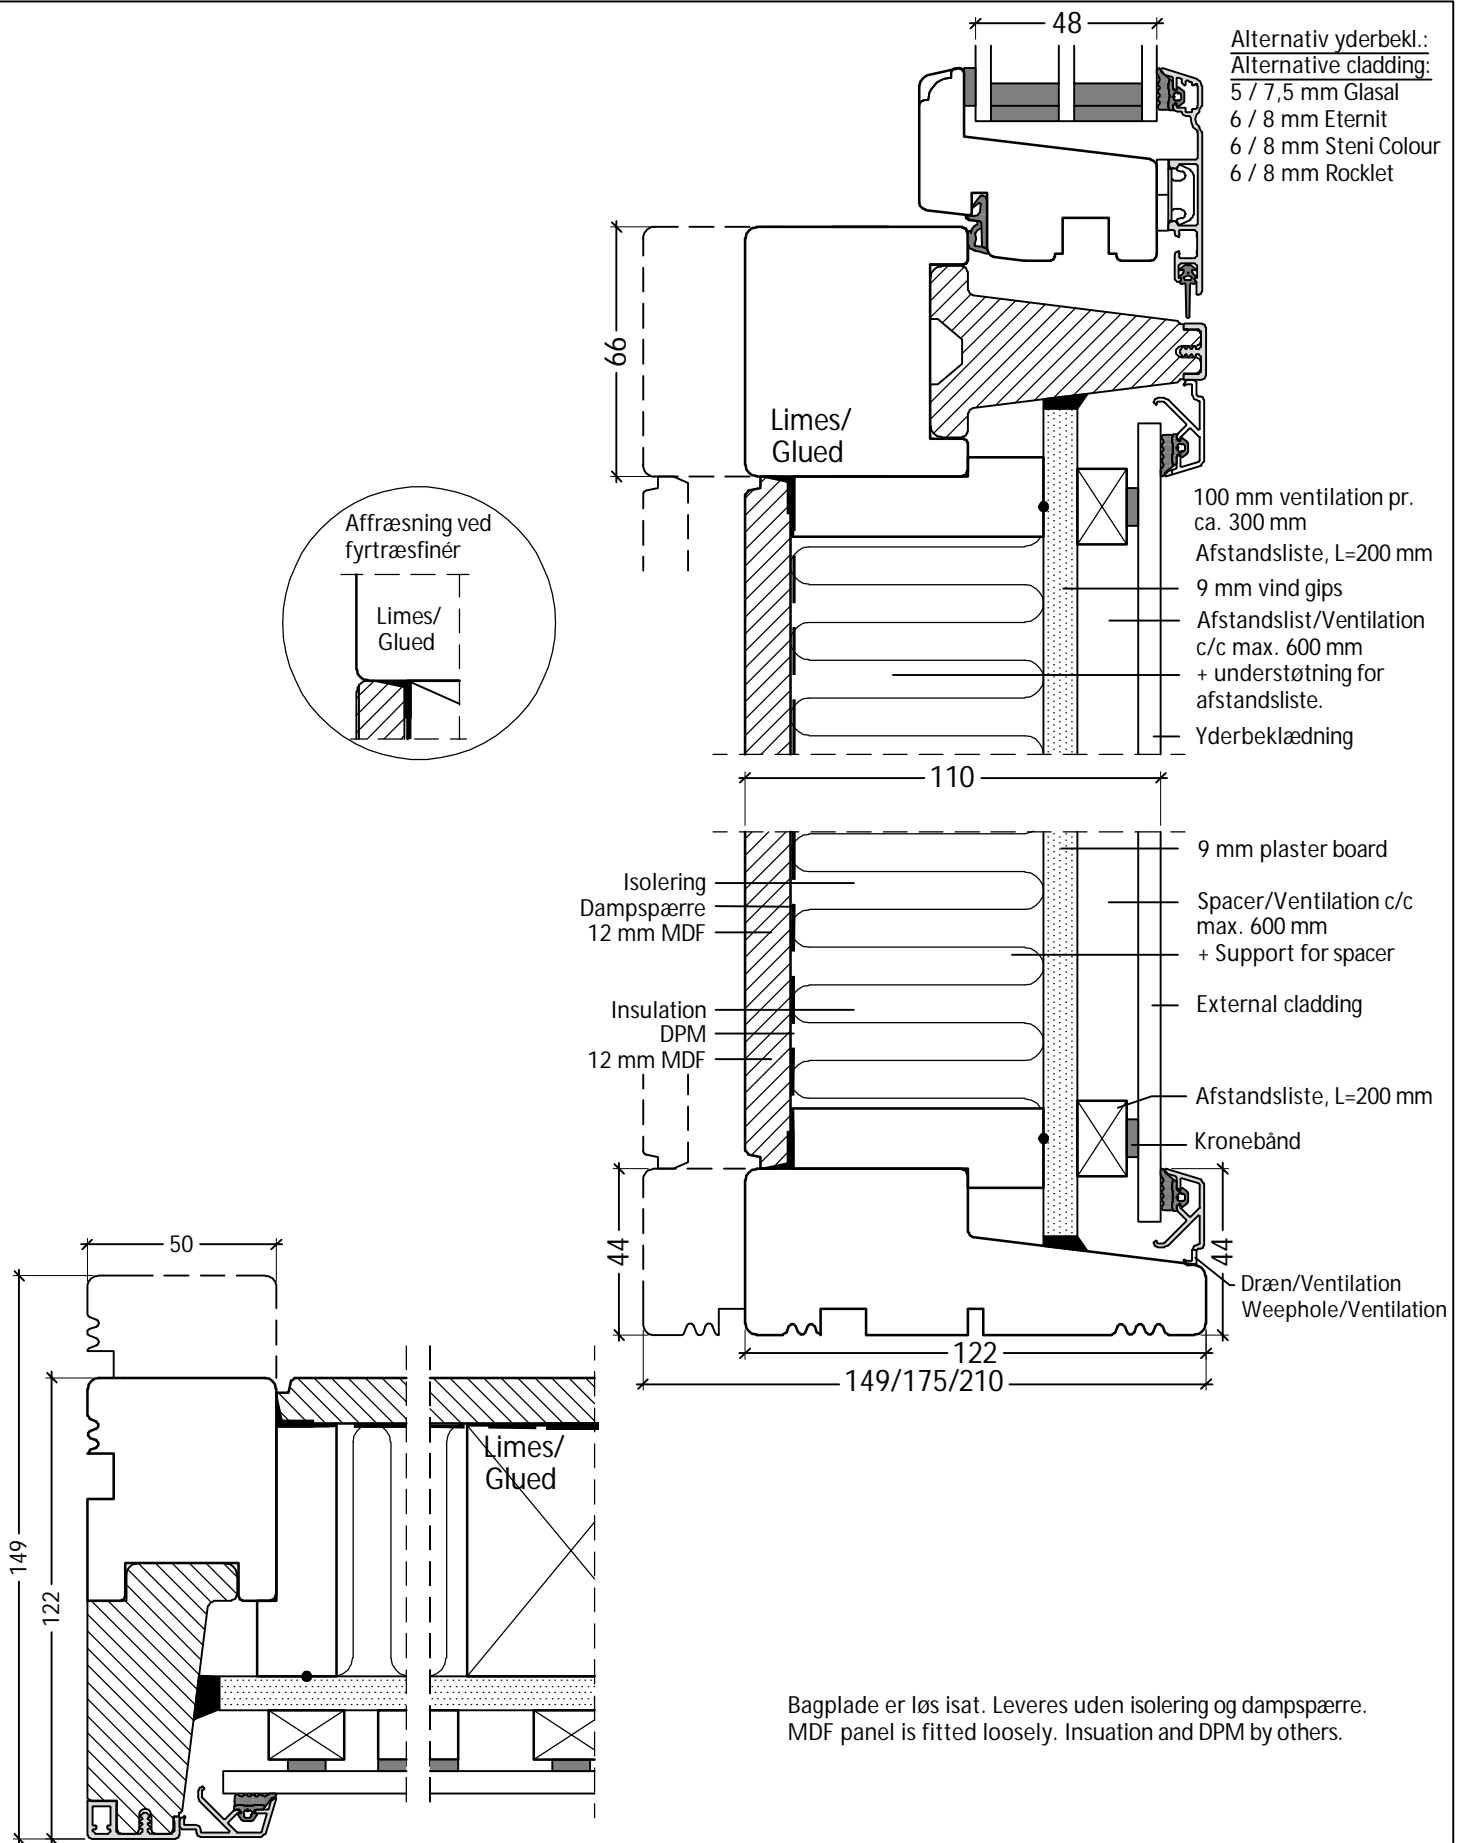 48
Alternativ yderbekl.:
Alternative cladding:
5 / 7,5 mm Glasal
6 / 8 mm Eternit
6 / 8 mm Steni Colour
6 / 8 mm Rocklet
66
Limes/
Glued
Affræsning ved
fyrtræsfinér
Limes/
Glued
100 mm ventilation pr.
ca. 300 mm
Afstandsliste, L=200 mm
9 mm vind gips
Afstandslist/Ventilation
c/c max. 600 mm
+ understøtning for
afstandsliste.
Yderbeklædning
110
9 mm plaster board
Isolering
Dampspærre
12 mm MDF
Spacer/Ventilation c/c
max. 600 mm
+ Support for spacer
Insulation
DPM
12 mm MDF
External cladding
Afstandsliste, L=200 mm
Kronebånd
44
44
Dræn/Ventilation
Weephole/Ventilation
122
149/175/210
50
149
122
Limes/
Glued
Bagplade er løs isat. Leveres uden isolering og dampspærre.
MDF panel is fitted loosely. Insuation and DPM by others.